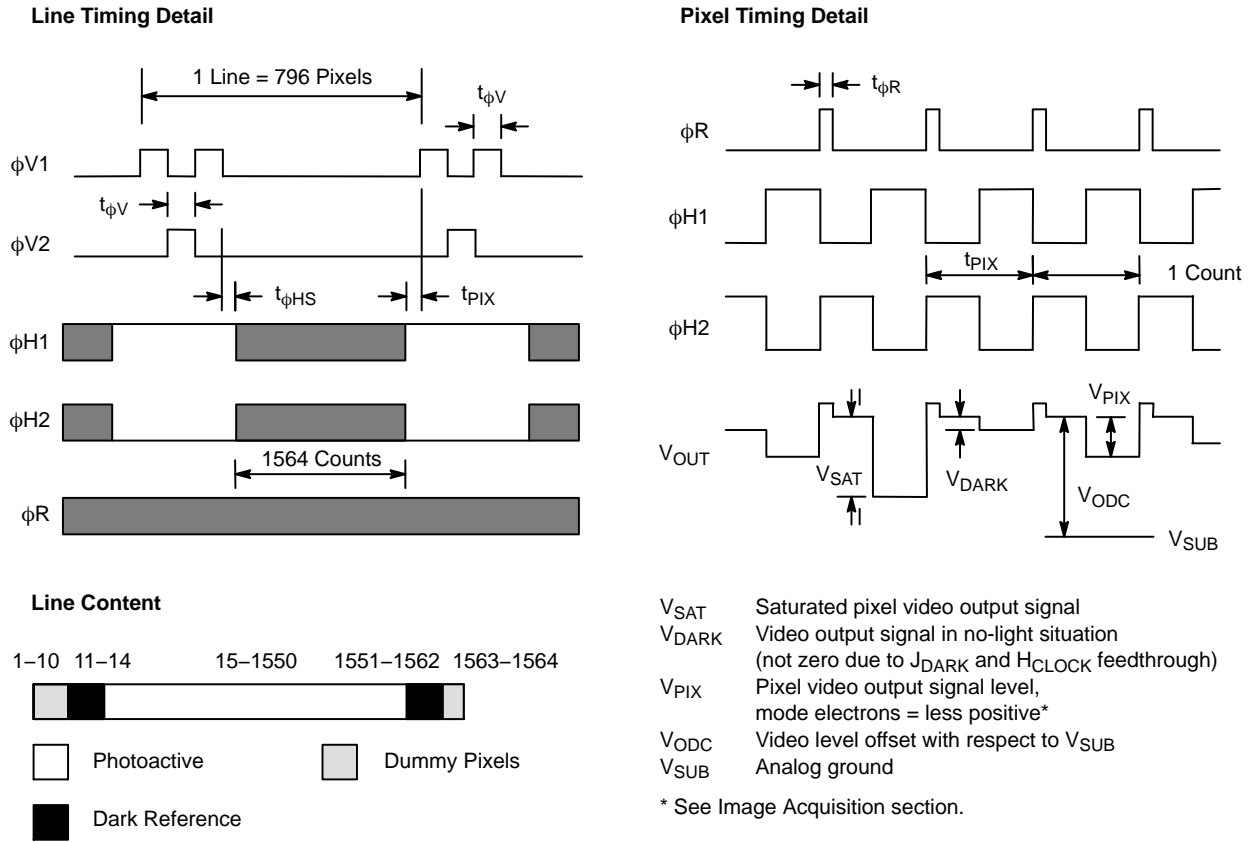 Line Timing Detail
1 Line = 796 Pixels
tϕV
ϕV1
tϕV
ϕV2
tϕHS
tPIX
ϕH1
ϕH2
1564 Counts
ϕR
Line Content
1–10 11–14 15–1550 1551–1562 1563–1564
Photoactive
Dummy Pixels
Dark Reference
Pixel Timing Detail
tϕR
ϕR
ϕH1
tPIX
1 Count
ϕH2
VPIX
VOUT
VSAT
VDARK
VODC
VSUB
VSAT Saturated pixel video output signal
VDARK Video output signal in no-light situation
(not zero due to JDARK and HCLOCK feedthrough)
VPIX Pixel video output signal level,
mode electrons = less positive*
VODC Video level offset with respect to VSUB
VSUB Analog ground
* See Image Acquisition section.